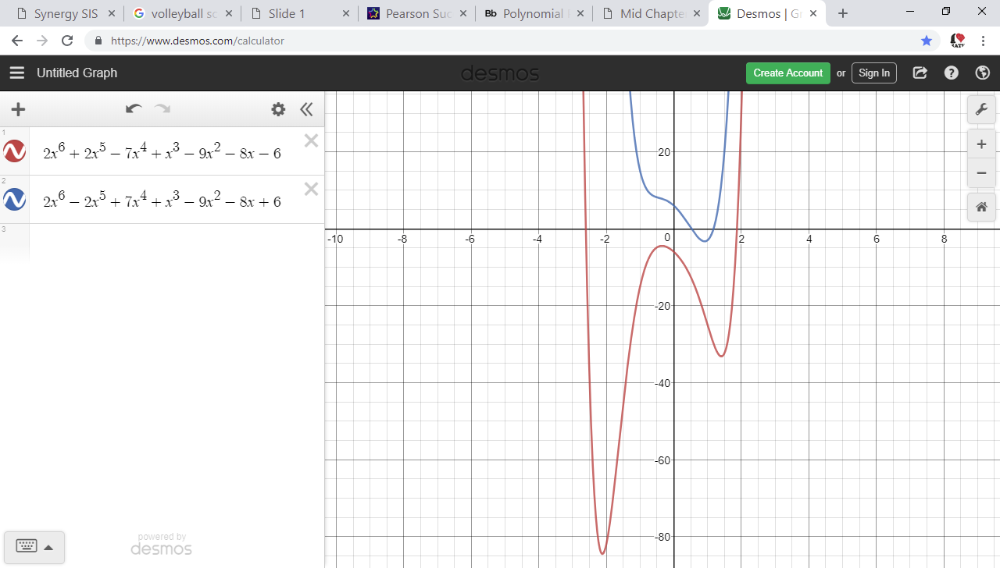 Synergy SIS volleyball sc Slide 1 Pearson Suc Bb Polynomial Mid Chapte Desmos | Gr
https://www.desmos.com/calculator
Untitled Graph desmos Create Account or Sign In
1
2x^6 + 2x^5 − 7x^4 + x^3 − 9x^2 − 8x − 6
2
2x^6 − 2x^5 + 7x^4 + x^3 − 9x^2 − 8x + 6
3
20
-10 -8 -6 -4 -2 0 2 4 6 8
-20
-40
-60
-80
powered by
desmos